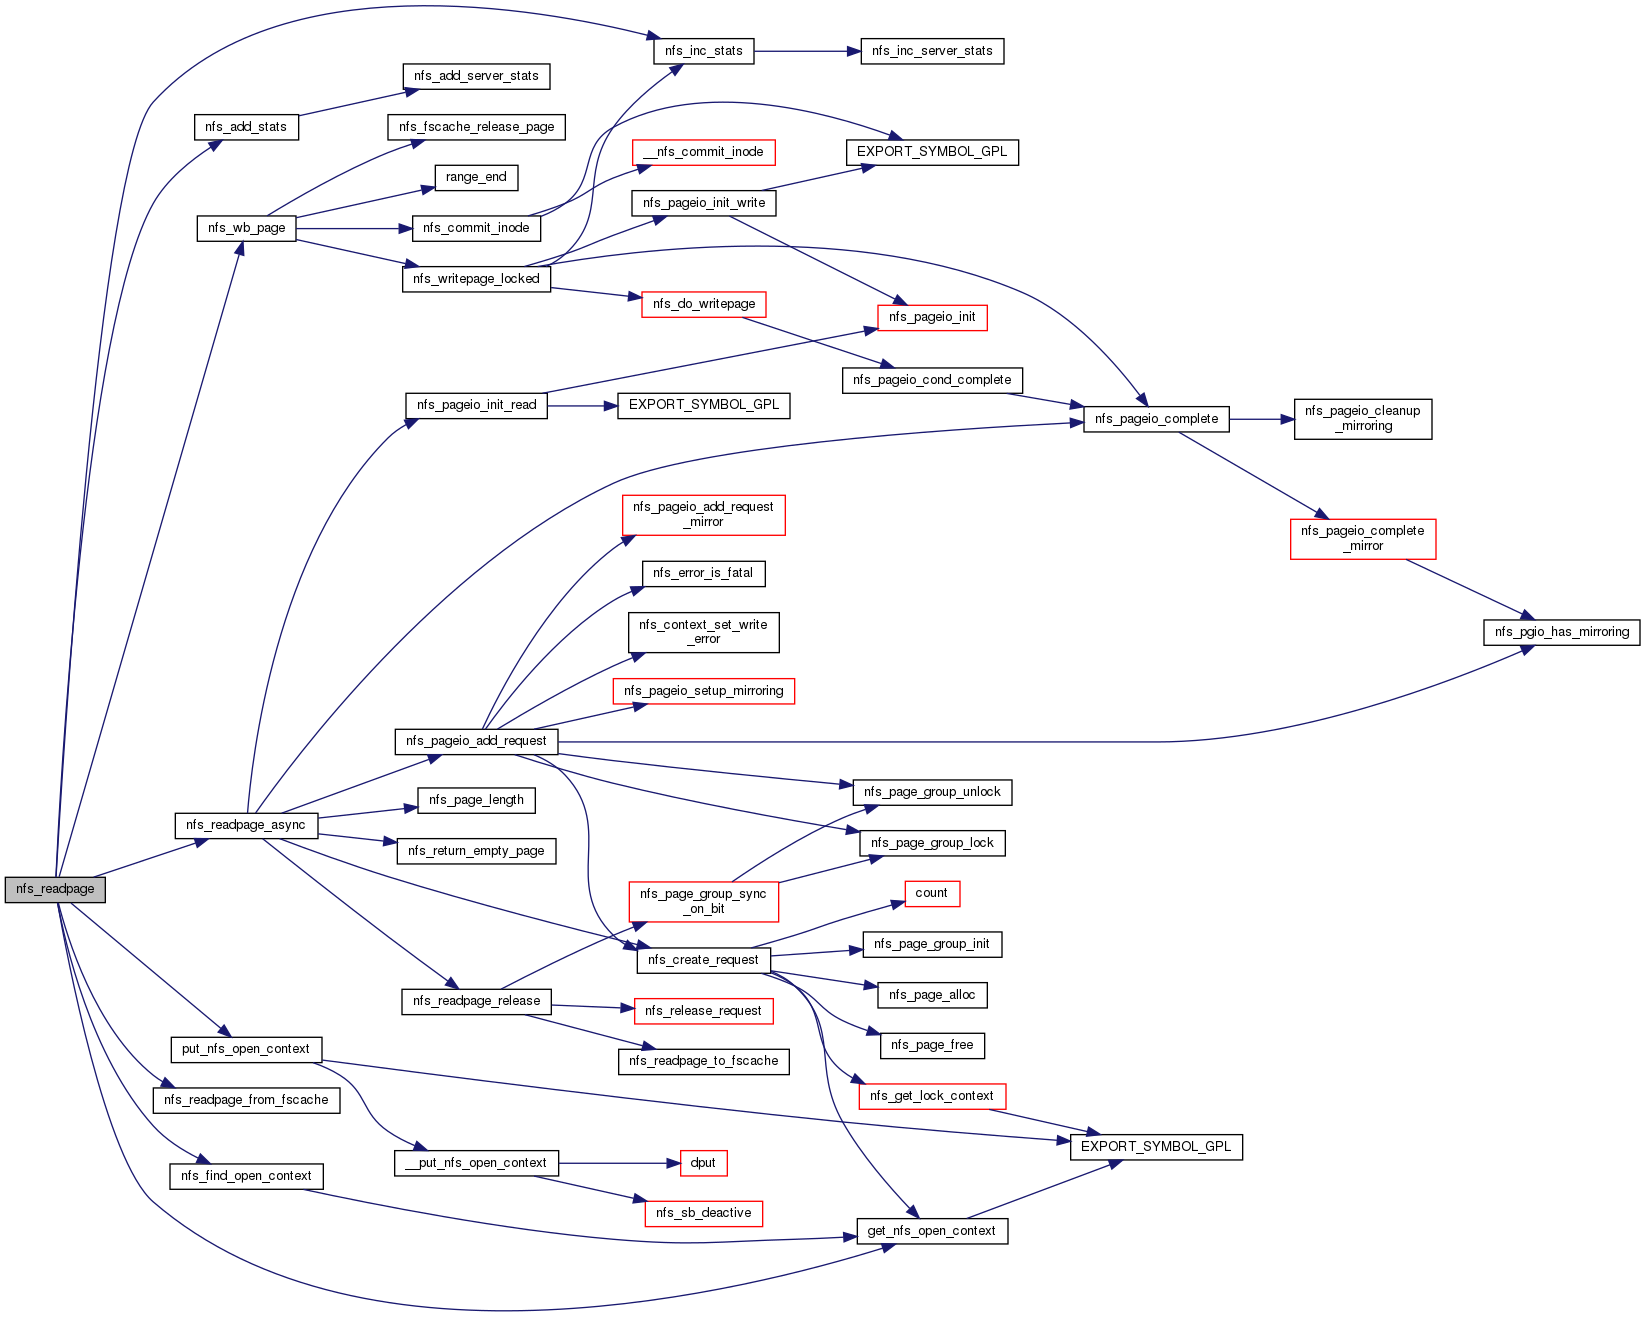 nfs_inc_stats
nfs_inc_server_stats
nfs_add_server_stats
nfs_add_stats
nfs_fscache_release_page
__nfs_commit_inode
EXPORT_SYMBOL_GPL
range_end
nfs_pageio_init_write
nfs_wb_page
nfs_commit_inode
nfs_writepage_locked
nfs_do_writepage
nfs_pageio_init
nfs_pageio_cond_complete
nfs_pageio_init_read
EXPORT_SYMBOL_GPL
nfs_pageio_complete
nfs_pageio_cleanup
_mirroring
nfs_pageio_add_request
_mirror
nfs_pageio_complete
_mirror
nfs_error_is_fatal
nfs_context_set_write
_error
nfs_pgio_has_mirroring
nfs_pageio_setup_mirroring
nfs_pageio_add_request
nfs_page_group_unlock
nfs_page_length
nfs_readpage_async
nfs_page_group_lock
nfs_return_empty_page
nfs_readpage
nfs_page_group_sync
_on_bit
count
nfs_page_group_init
nfs_create_request
nfs_page_alloc
nfs_readpage_release
nfs_release_request
nfs_page_free
put_nfs_open_context
nfs_readpage_to_fscache
nfs_readpage_from_fscache
nfs_get_lock_context
EXPORT_SYMBOL_GPL
__put_nfs_open_context
dput
nfs_find_open_context
nfs_sb_deactive
get_nfs_open_context